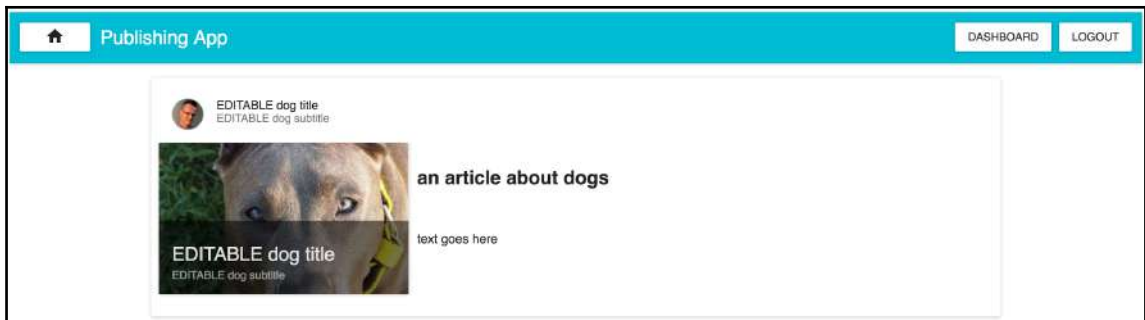 Publishing App
DASHBOARD
LOGOUT
EDITABLE dog title
EDITABLE dog subtitle
an article about dogs
text goes here
EDITABLE dog title
EDITABLE dog subtitle